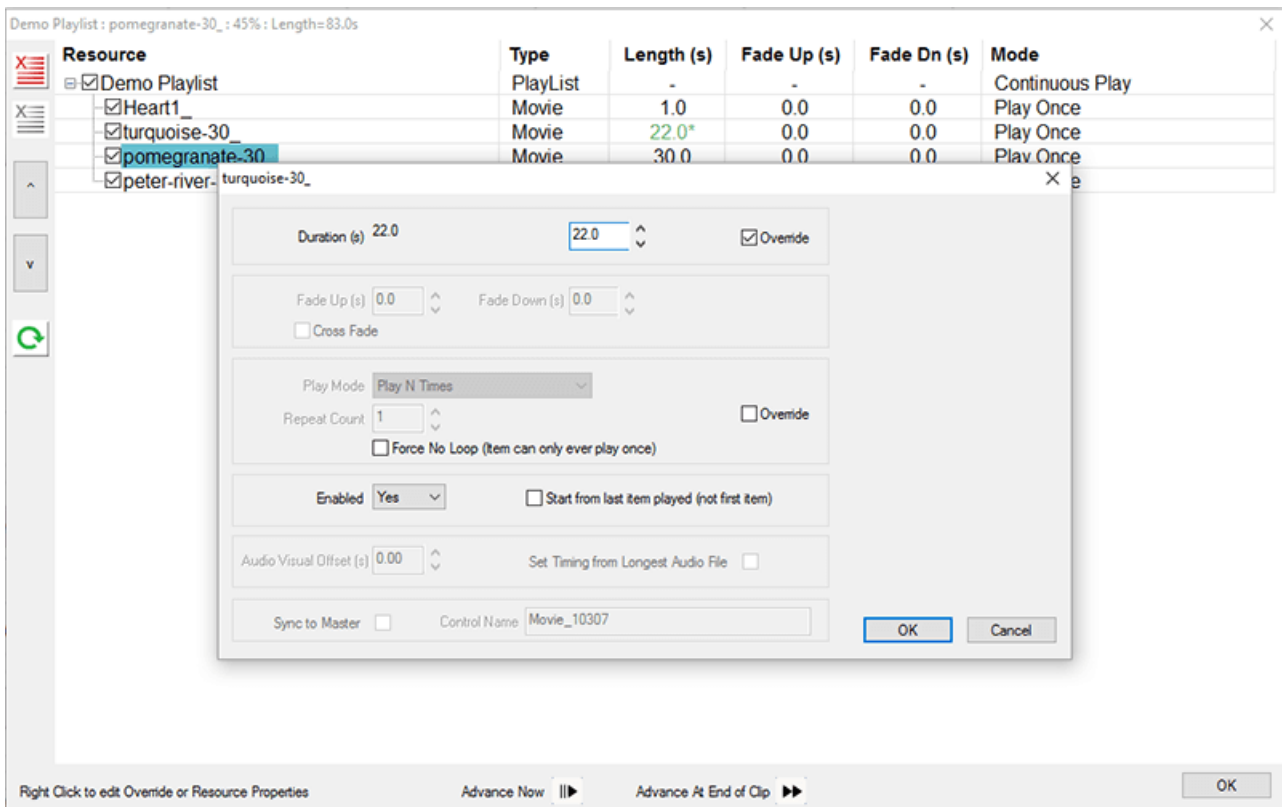 Demo Playlist : pomegranate-30_ : 45% : Length=83.0s
Resource Type Length (s) Fade Up (s) Fade Dn (s) Mode
Demo Playlist PlayList - - - Continuous Play
Heart1_ Movie 1.0 0.0 0.0 Play Once
turquoise-30_ Movie 22.0* 0.0 0.0 Play Once
pomegranate-30_ Movie 30.0 0.0 0.0 Play Once
peter-river- e
turquoise-30_
Duration (s) 22.0 22.0 Override
Fade Up (s) 0.0 Fade Down (s) 0.0
Cross Fade
Play Mode Play N Times
Repeat Count 1 Override
Force No Loop (Item can only ever play once)
Enabled Yes Start from last item played (not first item)
Audio Visual Offset (s) 0.00 Set Timing from Longest Audio File
Sync to Master Control Name Movie_10307
OK Cancel
Right Click to edit Override or Resource Properties Advance Now Advance At End of Clip OK